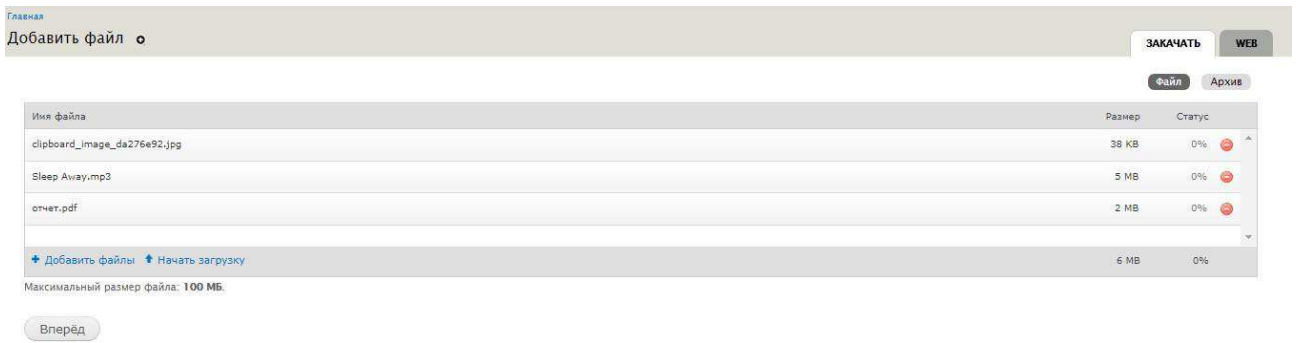 Главная
Добавить файл
ЗАКАЧАТЬ WEB
Файл Архив
Имя файла Размер Статус
clipboard_image_da276e92.jpg 38 KB 0%
Sleep Away.mp3 5 MB 0%
отчет.pdf 2 MB 0%
Добавить файлы Начать загрузку 6 MB 0%
Максимальный размер файла: 100 МБ.
Вперёд